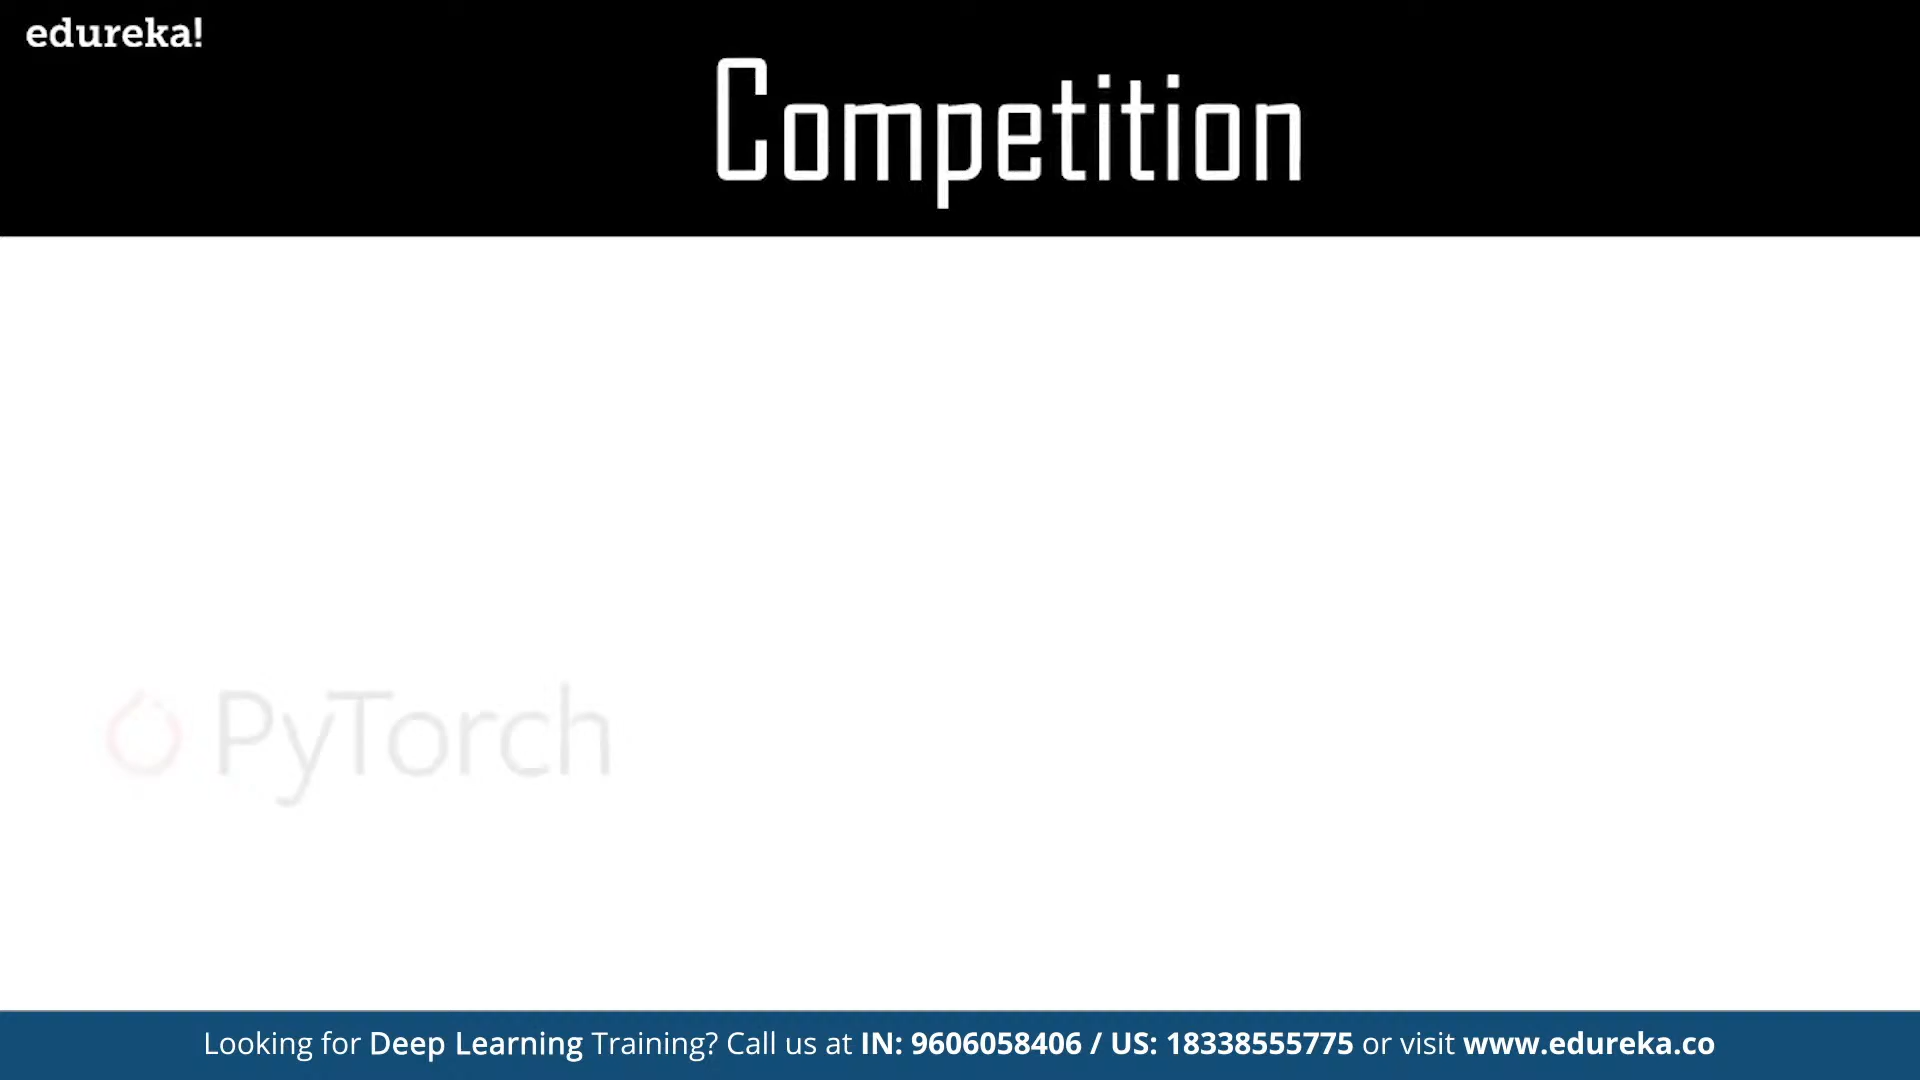 edureka!
Competition
PyTorch
Looking for Deep Learning Training? Call us at IN: 9606058406 / US: 18338555775 or visit www.edureka.co